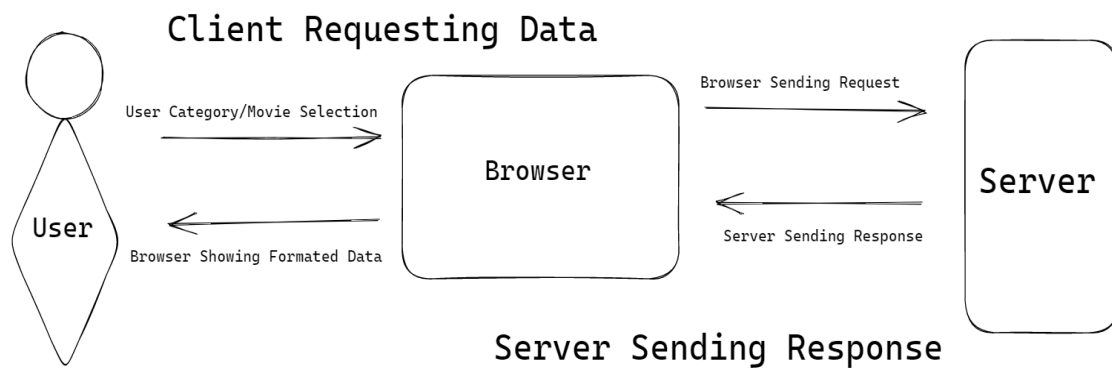 Client Requesting Data
User Category/Movie Selection
Browser Sending Request
Browser
Server
User
Browser Showing Formated Data
Server Sending Response
Server Sending Response